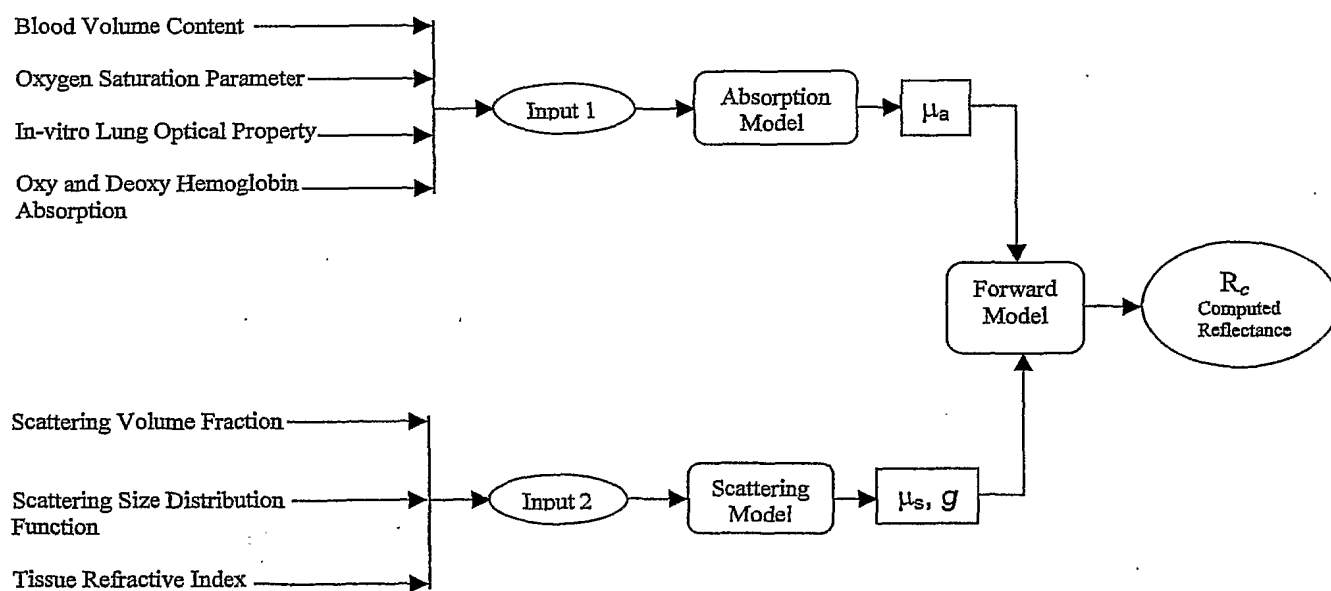 Blood Volume Content
Oxygen Saturation Parameter
In-vitro Lung Optical Property
Oxy and Deoxy Hemoglobin
Absorption
Input 1
Absorption
Model
μa
Forward
Model
Rc
Computed
Reflectance
Scattering Volume Fraction
Scattering Size Distribution
Function
Tissue Refractive Index
Input 2
Scattering
Model
μs, g